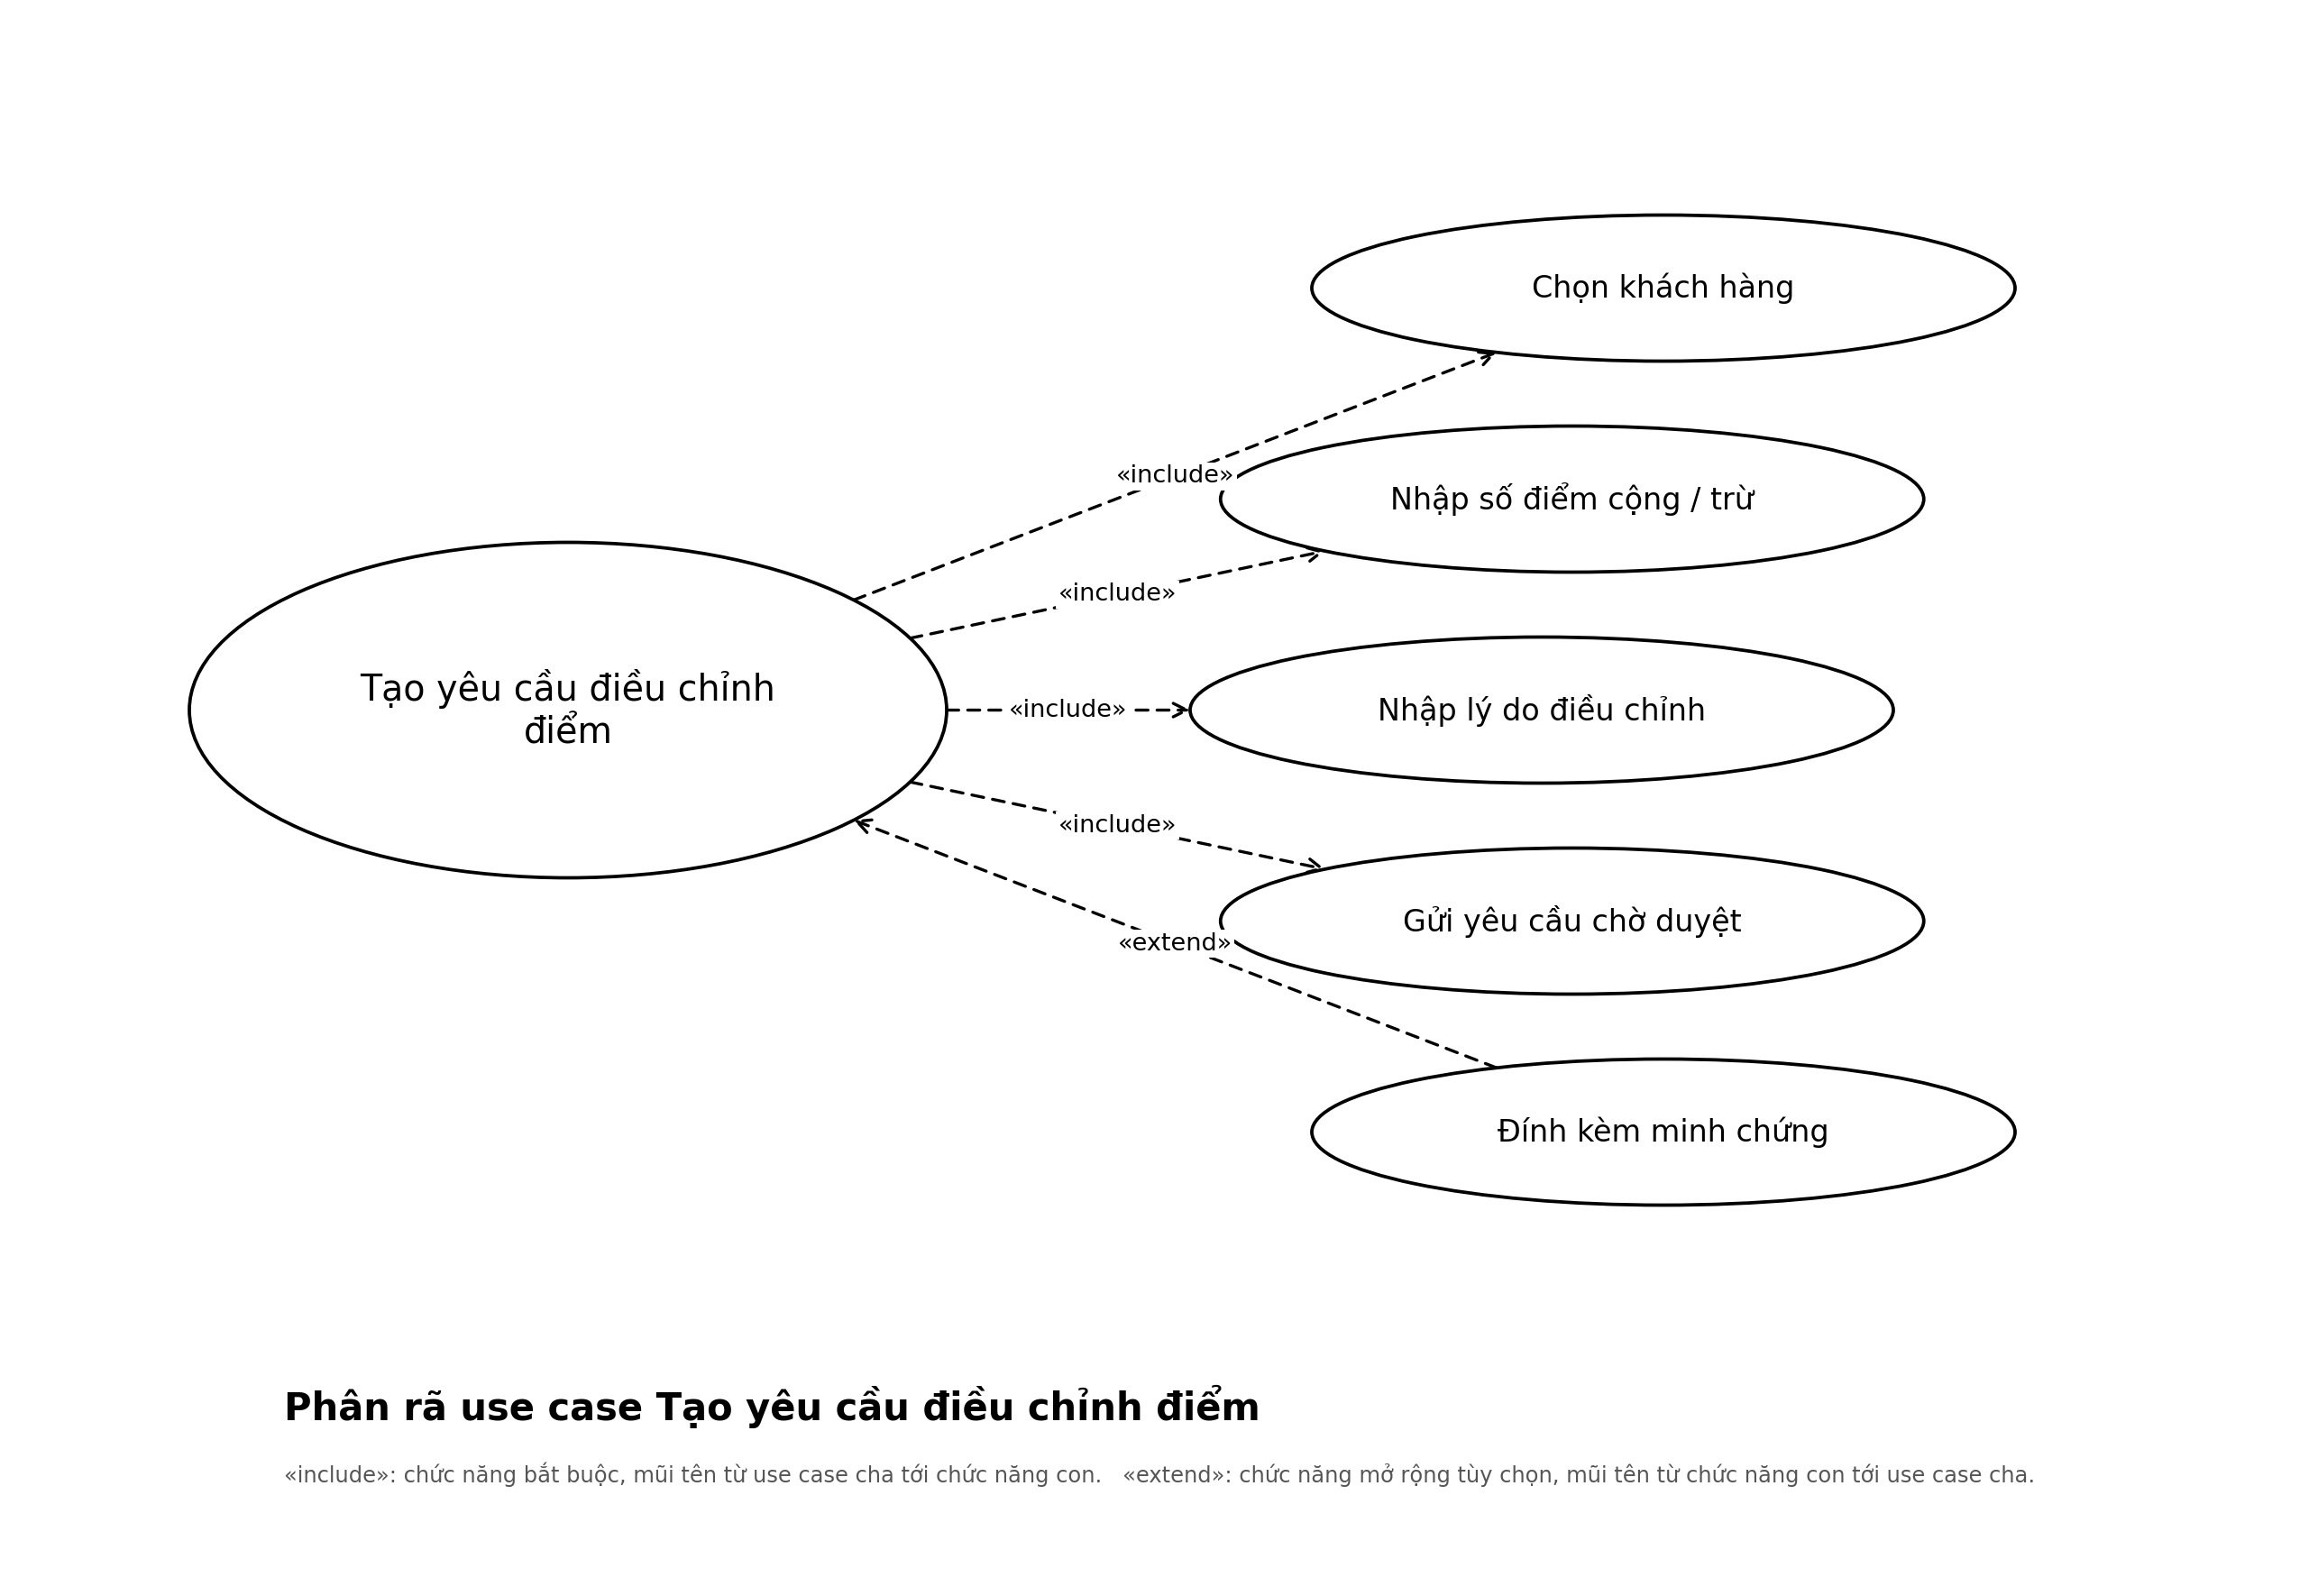 Chọn khách hàng
«include»
Nhập số điểm cộng / trừ
«include»
Tạo yêu cầu điều chỉnh
điểm
«include»
Nhập lý do điều chỉnh
«include»
Gửi yêu cầu chờ duyệt
«extend»
Đính kèm minh chứng
Phân rã use case Tạo yêu cầu điều chỉnh điểm
«include»: chức năng bắt buộc, mũi tên từ use case cha tới chức năng con. «extend»: chức năng mở rộng tùy chọn, mũi tên từ chức năng con tới use case cha.